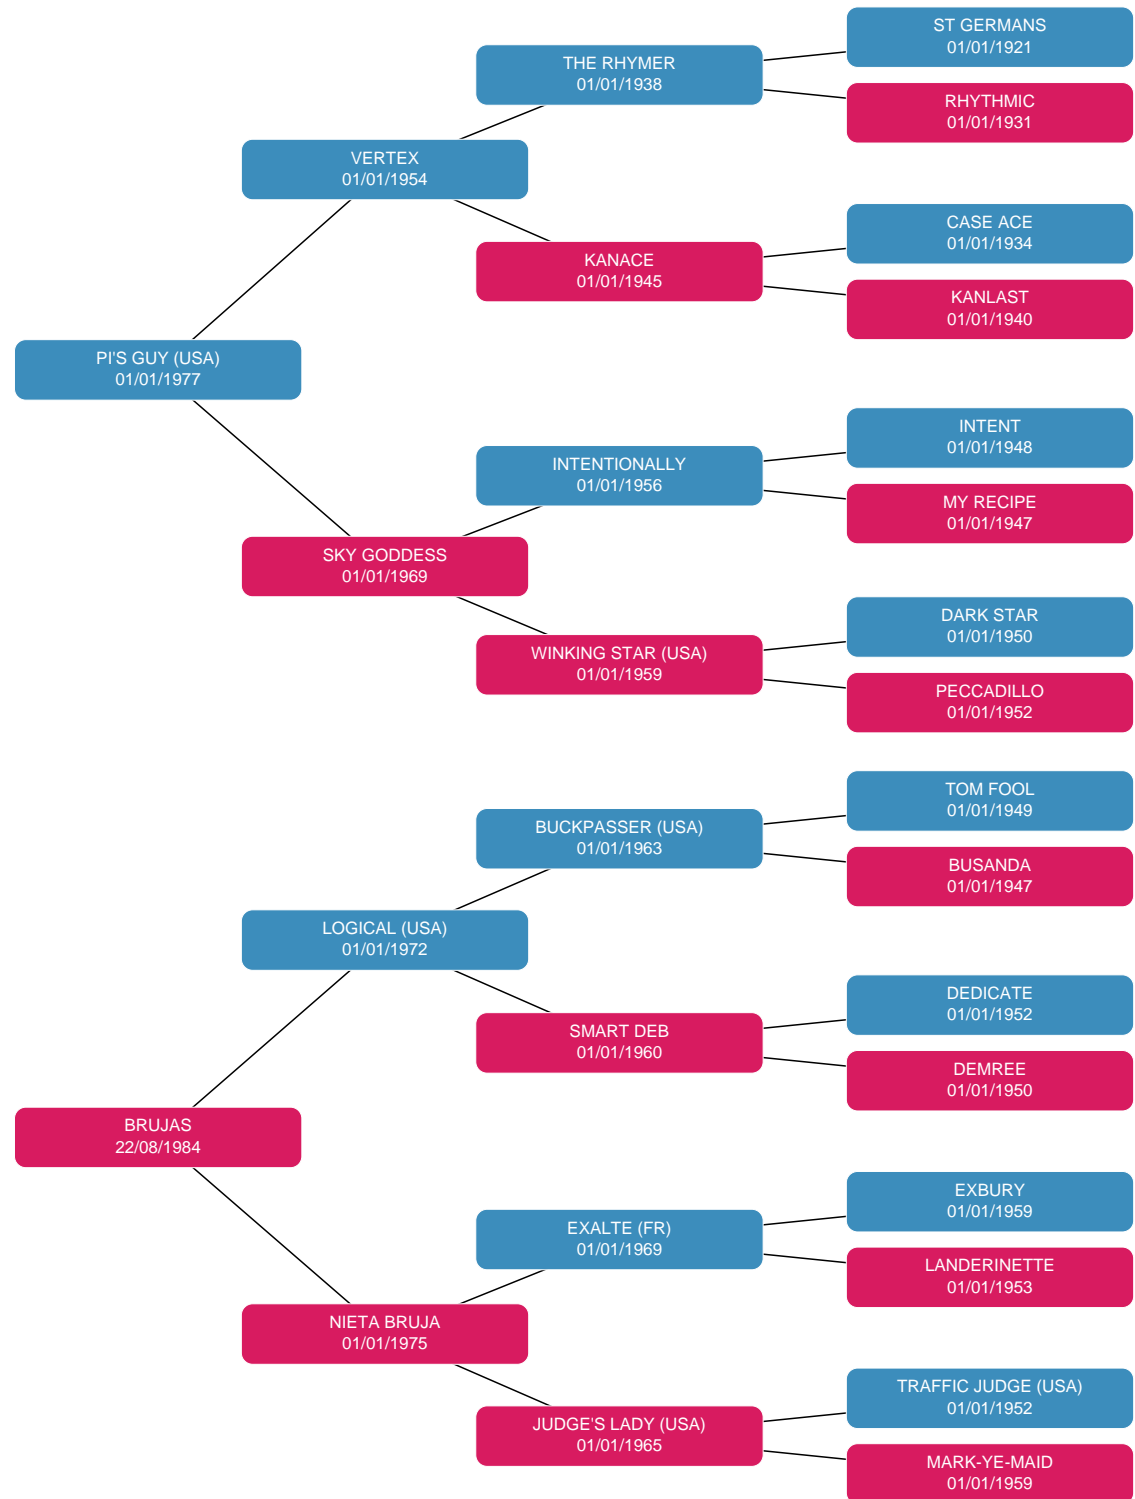 ST GERMANS
01/01/1921
THE RHYMER
01/01/1938
RHYTHMIC
01/01/1931
VERTEX
01/01/1954
CASE ACE
01/01/1934
KANACE
01/01/1945
KANLAST
01/01/1940
PI'S GUY (USA)
01/01/1977
INTENT
01/01/1948
INTENTIONALLY
01/01/1956
MY RECIPE
01/01/1947
SKY GODDESS
01/01/1969
DARK STAR
01/01/1950
WINKING STAR (USA)
01/01/1959
PECCADILLO
01/01/1952
TOM FOOL
01/01/1949
BUCKPASSER (USA)
01/01/1963
BUSANDA
01/01/1947
LOGICAL (USA)
01/01/1972
DEDICATE
01/01/1952
SMART DEB
01/01/1960
DEMREE
01/01/1950
BRUJAS
22/08/1984
EXBURY
01/01/1959
EXALTE (FR)
01/01/1969
LANDERINETTE
01/01/1953
NIETA BRUJA
01/01/1975
TRAFFIC JUDGE (USA)
01/01/1952
JUDGE'S LADY (USA)
01/01/1965
MARK-YE-MAID
01/01/1959